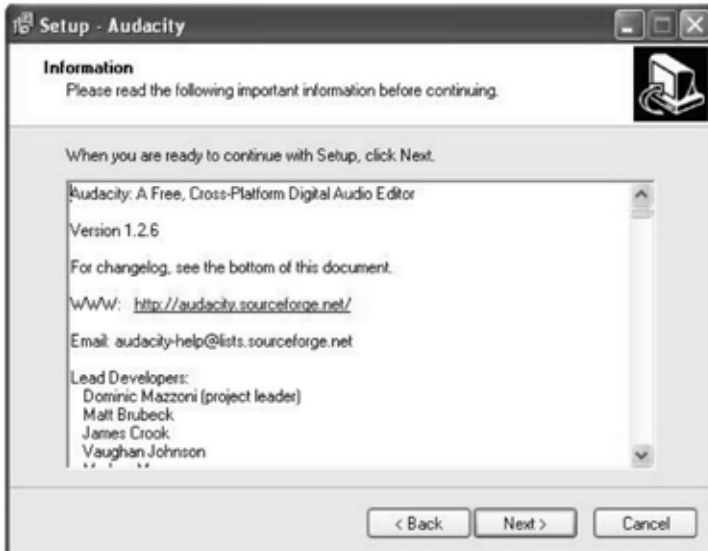 Setup - Audacity
Information
Please read the following important information before continuing.
When you are ready to continue with Setup, click Next.
Audacity: A Free, Cross-Platform Digital Audio Editor
Version 1.2.6
For changelog, see the bottom of this document.
WWW: http://audacity.sourceforge.net/
Email: audacity-help@lists.sourceforge.net
Lead Developers:
Dominic Mazzoni (project leader)
Matt Brubeck
James Crook
Vaughan Johnson
< Back
Next >
Cancel